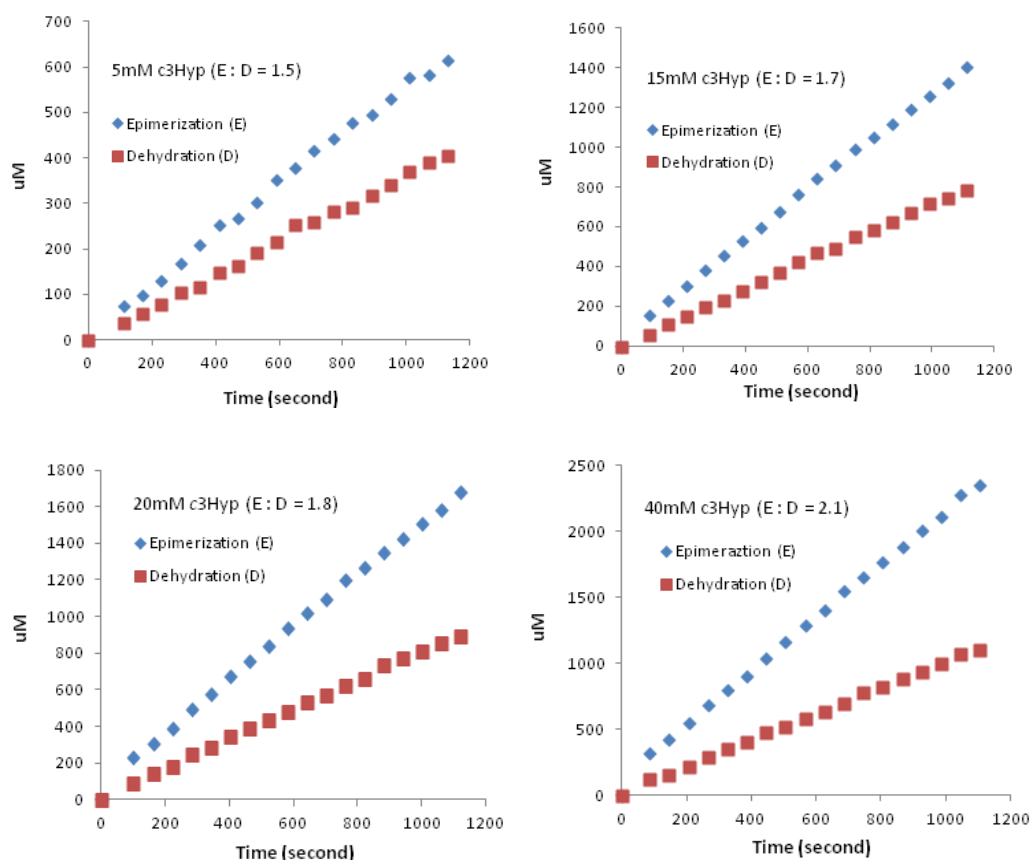 700
600
500
400
300
200
100
0
uM
5mM c3Hyp (E : D = 1.5)
Epimerization (E)
Dehydration (D)
0 200 400 600 800 1000 1200
Time (second)
1600
1400
1200
1000
800
600
400
200
0
uM
15mM c3Hyp (E : D = 1.7)
Epimerization (E)
Dehydration (D)
0 200 400 600 800 1000 1200
Time (second)
1800
1600
1400
1200
1000
800
600
400
200
0
uM
20mM c3Hyp (E : D = 1.8)
Epimerization (E)
Dehydration (D)
0 200 400 600 800 1000 1200
Time (second)
2500
2000
1500
1000
500
0
uM
40mM c3Hyp (E : D = 2.1)
Epimeraztion (E)
Dehydration (D)
0 200 400 600 800 1000 1200
Time (second)